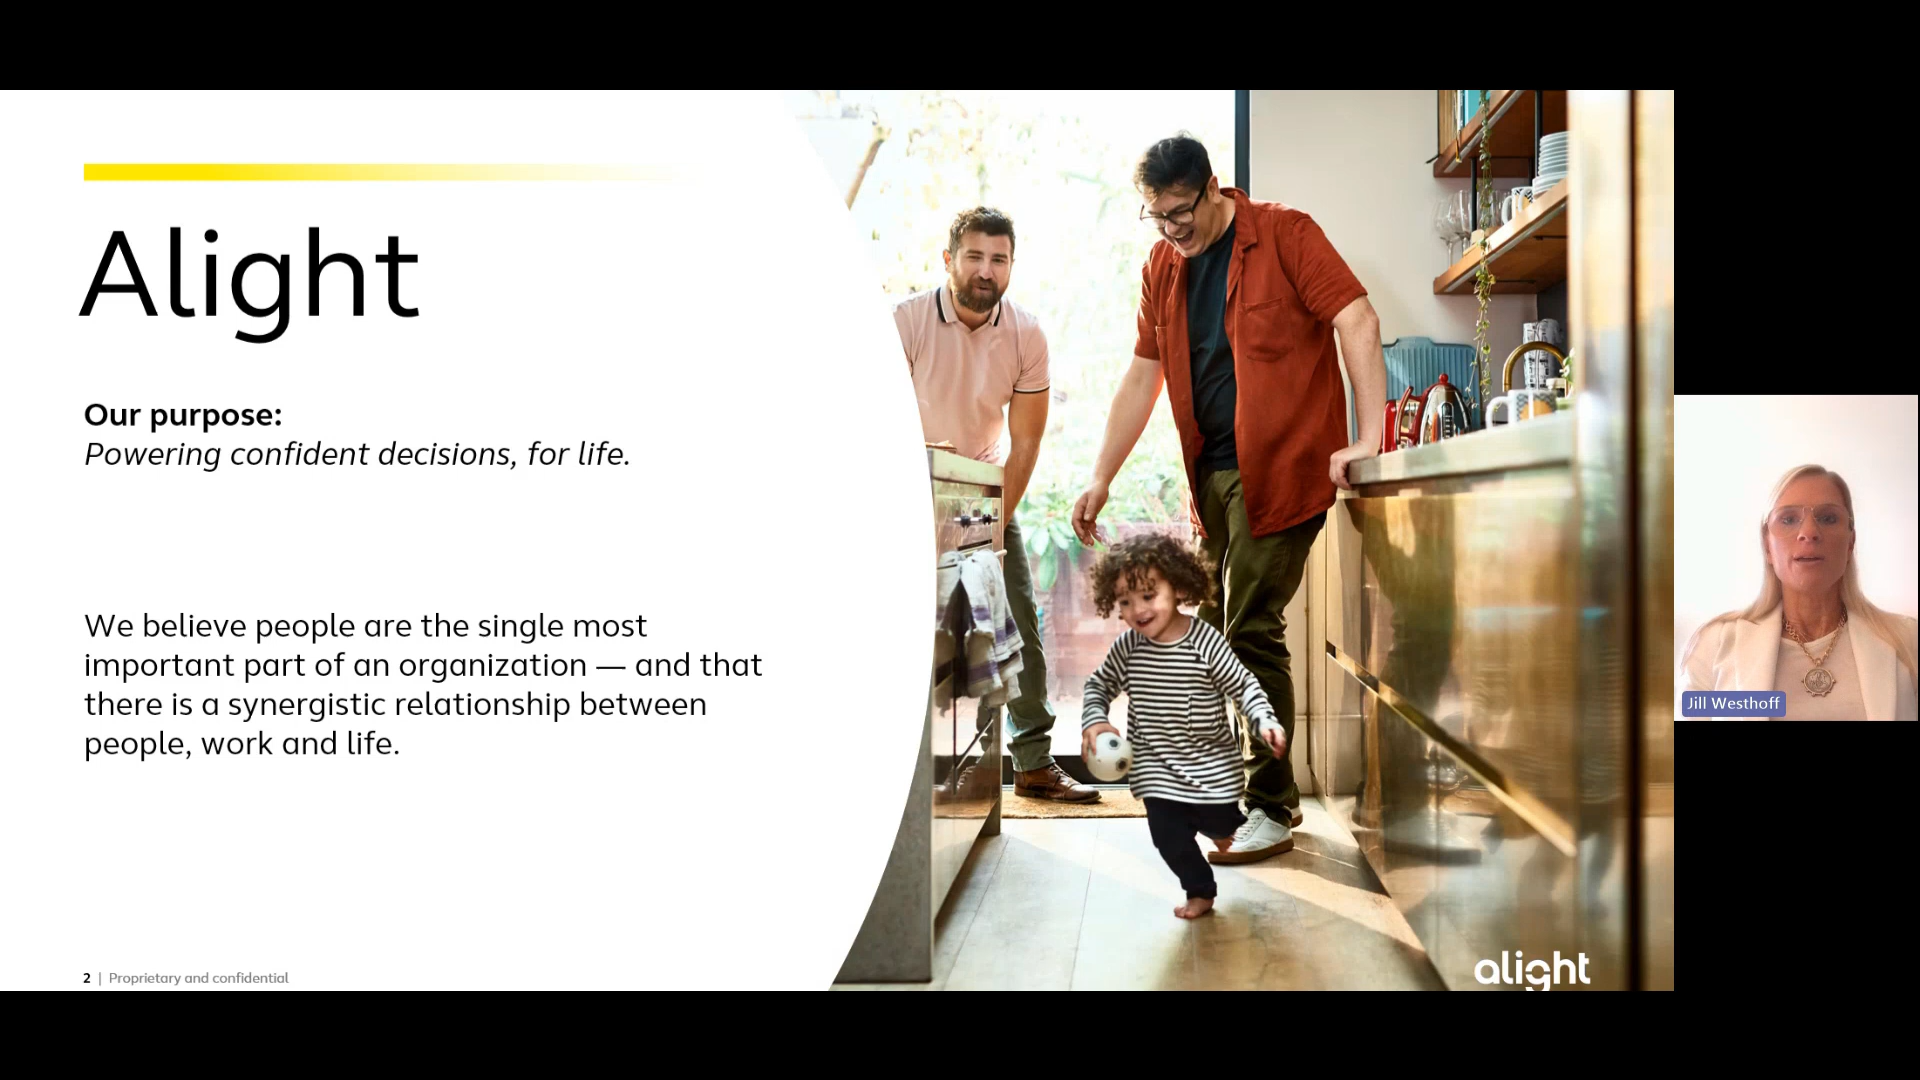 Alight
Our purpose:
Powering confident decisions, for life.
We believe people are the single most
important part of an organization — and that
there is a synergistic relationship between
people, work and life.
2 | Proprietary and confidential
alight
Jill Westhoff